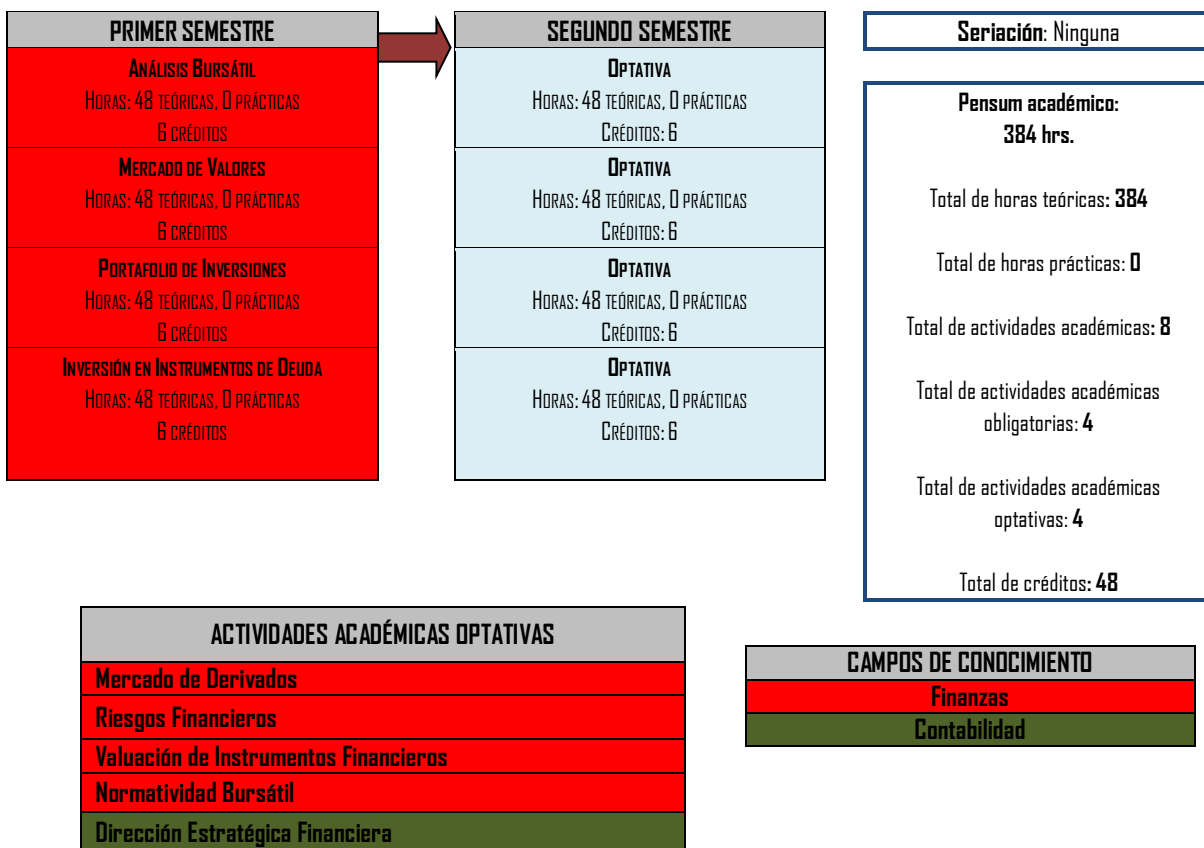 PRIMER SEMESTRE
ANÁLISIS BURSÁTIL
HORAS: 48 TEÓRICAS, 0 PRÁCTICAS
6 CRÉDITOS
MERCADO DE VALORES
HORAS: 48 TEÓRICAS, 0 PRÁCTICAS
6 CRÉDITOS
PORTAFOLIO DE INVERSIONES
HORAS: 48 TEÓRICAS, 0 PRÁCTICAS
6 CRÉDITOS
INVERSIÓN EN INSTRUMENTOS DE DEUDA
HORAS: 48 TEÓRICAS, 0 PRÁCTICAS
6 CRÉDITOS
SEGUNDO SEMESTRE
OPTATIVA
HORAS: 48 TEÓRICAS, 0 PRÁCTICAS
CRÉDITOS: 6
OPTATIVA
HORAS: 48 TEÓRICAS, 0 PRÁCTICAS
CRÉDITOS: 6
OPTATIVA
HORAS: 48 TEÓRICAS, 0 PRÁCTICAS
CRÉDITOS: 6
OPTATIVA
HORAS: 48 TEÓRICAS, 0 PRÁCTICAS
CRÉDITOS: 6
Seriación: Ninguna
Pensum académico:
384 hrs.
Total de horas teóricas: 384
Total de horas prácticas: 0
Total de actividades académicas: 8
Total de actividades académicas
obligatorias: 4
Total de actividades académicas
optativas: 4
Total de créditos: 48
ACTIVIDADES ACADÉMICAS OPTATIVAS
Mercado de Derivados
Riesgos Financieros
Valuación de Instrumentos Financieros
Normatividad Bursátil
Dirección Estratégica Financiera
CAMPOS DE CONOCIMIENTO
Finanzas
Contabilidad